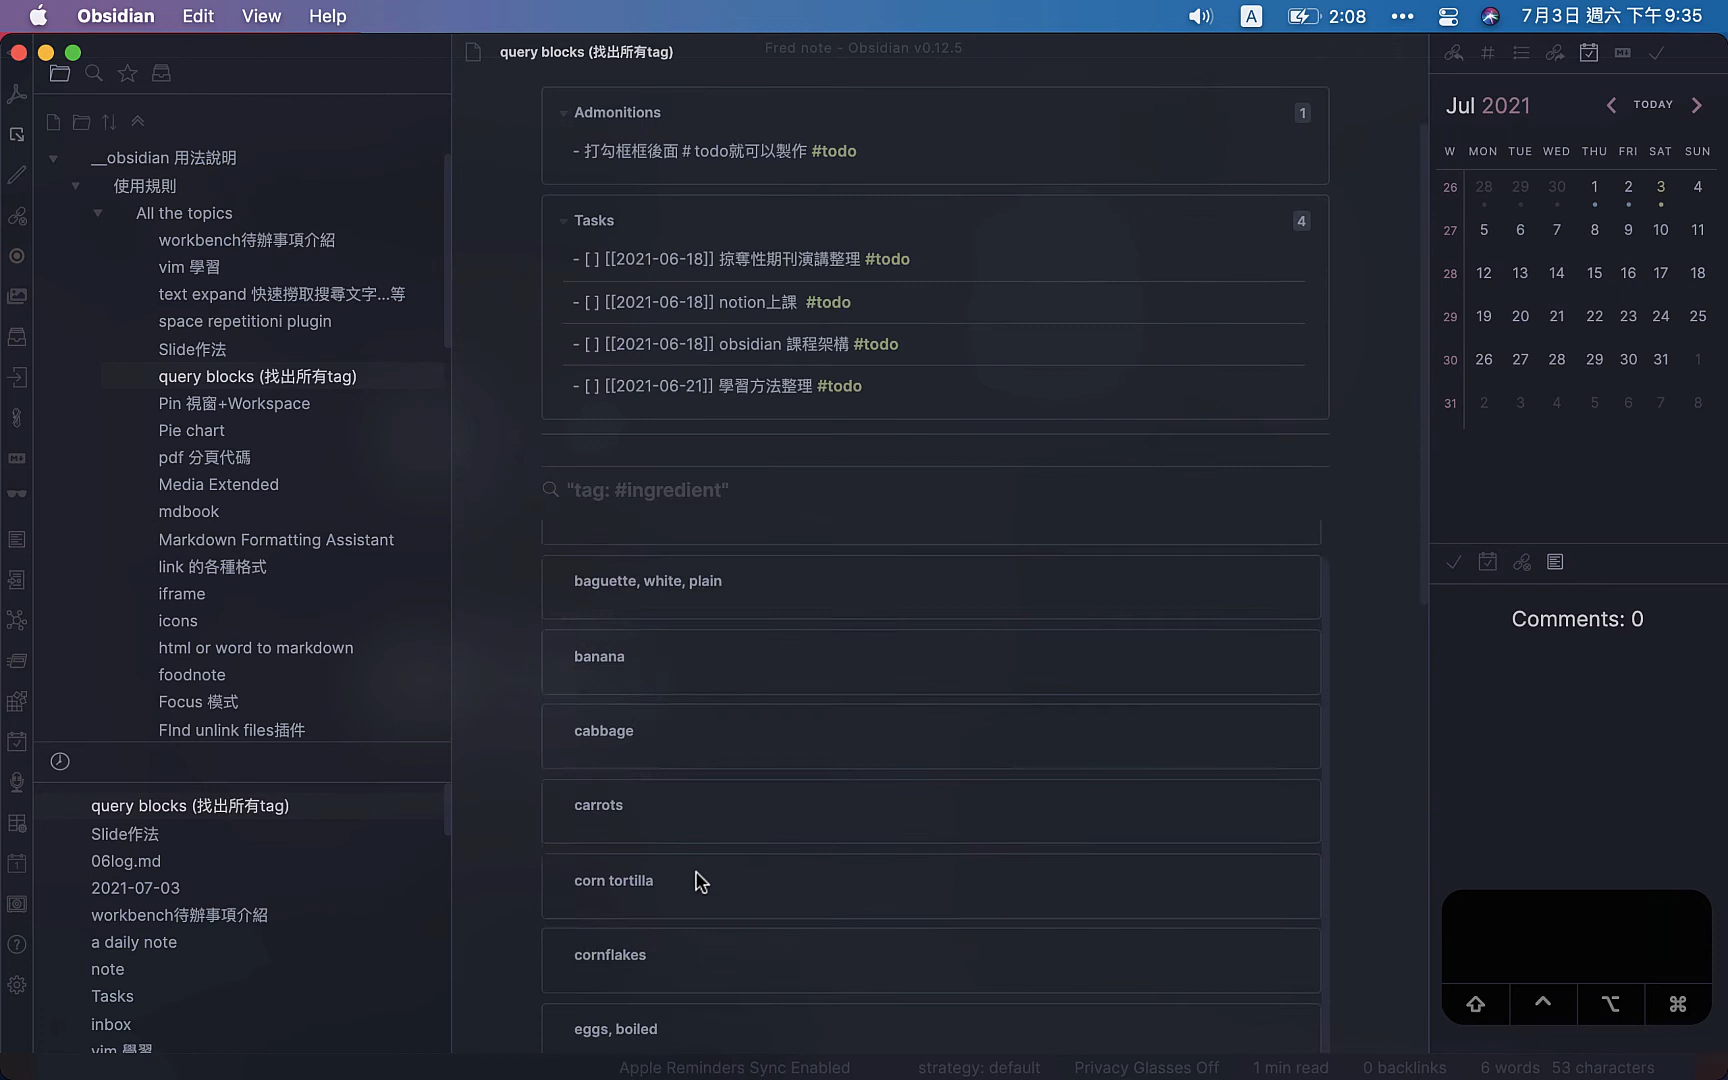 Obsidian Edit View Help
A 2:08 7月3日 週六 下午9:35
query blocks (找出所有tag)
Fred note - Obsidian v0.12.5
__obsidian 用法說明
使用規則
All the topics
workbench待辦事項介紹
vim 學習
text expand 快速撈取搜尋文字...等
space repetitioni plugin
Slide作法
query blocks (找出所有tag)
Pin 視窗+Workspace
Pie chart
pdf 分頁代碼
Media Extended
mdbook
Markdown Formatting Assistant
link 的各種格式
iframe
icons
html or word to markdown
foodnote
Focus 模式
FInd unlink files插件
query blocks (找出所有tag)
Slide作法
06log.md
2021-07-03
workbench待辦事項介紹
a daily note
note
Tasks
inbox
vim 學習
Admonitions 1
- 打勾框框後面＃todo就可以製作 #todo
Tasks 4
- [ ] [[2021-06-18]] 掠奪性期刊演講整理 #todo
- [ ] [[2021-06-18]] notion上課 #todo
- [ ] [[2021-06-18]] obsidian 課程架構 #todo
- [ ] [[2021-06-21]] 學習方法整理 #todo
"tag: #ingredient"
baguette, white, plain
banana
cabbage
carrots
corn tortilla
cornflakes
eggs, boiled
Jul 2021 TODAY
W MON TUE WED THU FRI SAT SUN
26 28 29 30 1 2 3 4
27 5 6 7 8 9 10 11
28 12 13 14 15 16 17 18
29 19 20 21 22 23 24 25
30 26 27 28 29 30 31 1
31 2 3 4 5 6 7 8
Comments: 0
Apple Reminders Sync Enabled strategy: default Privacy Glasses Off 1 min read 0 backlinks 6 words 53 characters